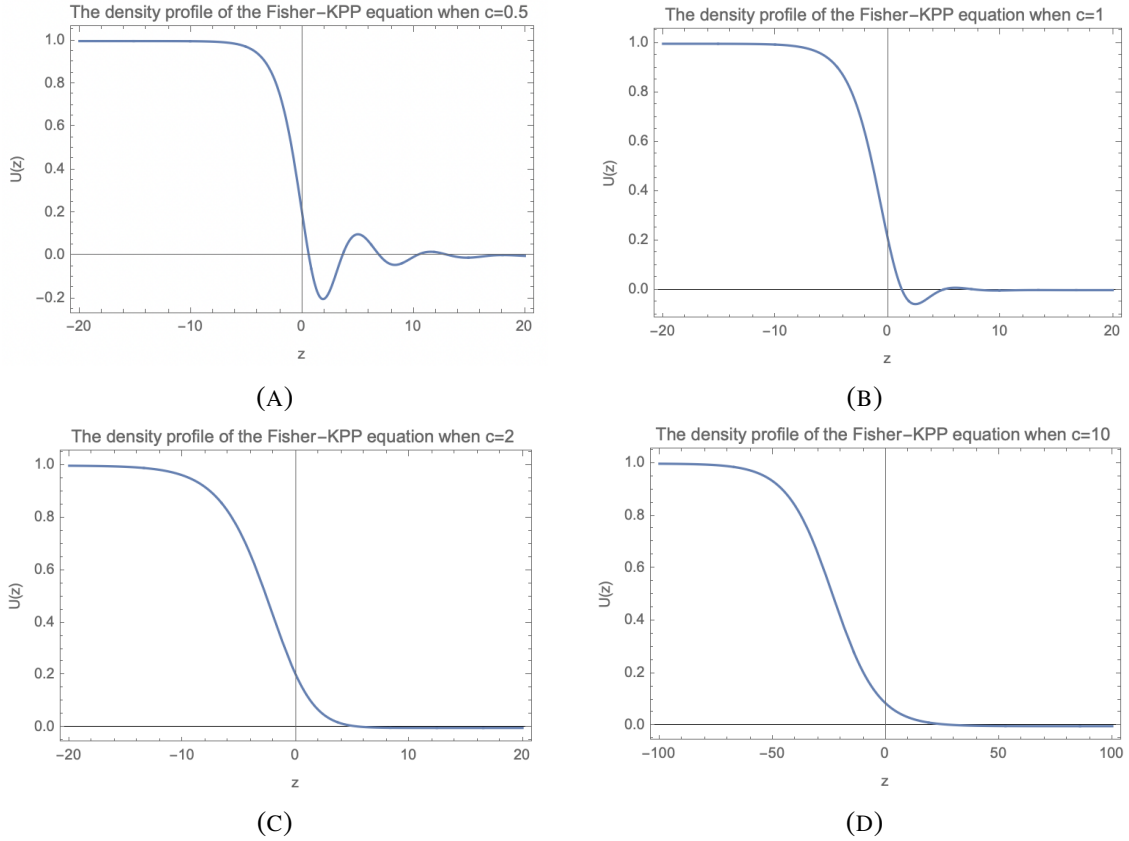 The density profile of the Fisher−KPP equation when c=0.5
1.0
0.8
0.6
0.4
0.2
0.0
−0.2
U(z)
−20
−10
0
10
20
z
(A)
The density profile of the Fisher−KPP equation when c=1
1.0
0.8
0.6
0.4
0.2
0.0
U(z)
−20
−10
0
10
20
z
(B)
The density profile of the Fisher−KPP equation when c=2
1.0
0.8
0.6
0.4
0.2
0.0
U(z)
−20
−10
0
10
20
z
(C)
The density profile of the Fisher−KPP equation when c=10
1.0
0.8
0.6
0.4
0.2
0.0
U(z)
−100
−50
0
50
100
z
(D)